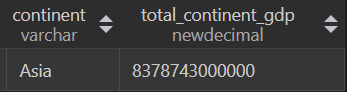 continent total_continent_gdp
varchar newdecimal
Asia 8378743000000